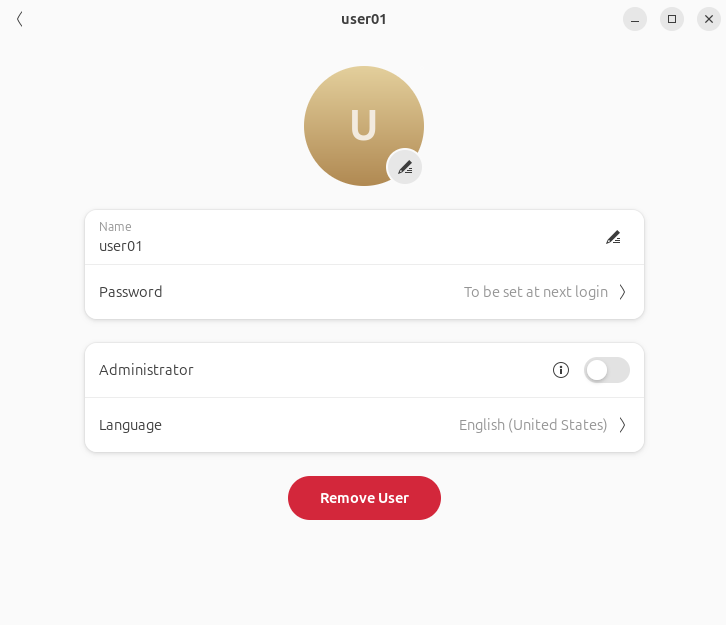 user01
U
Name
user01
Password To be set at next login
Administrator
Language English (United States)
Remove User